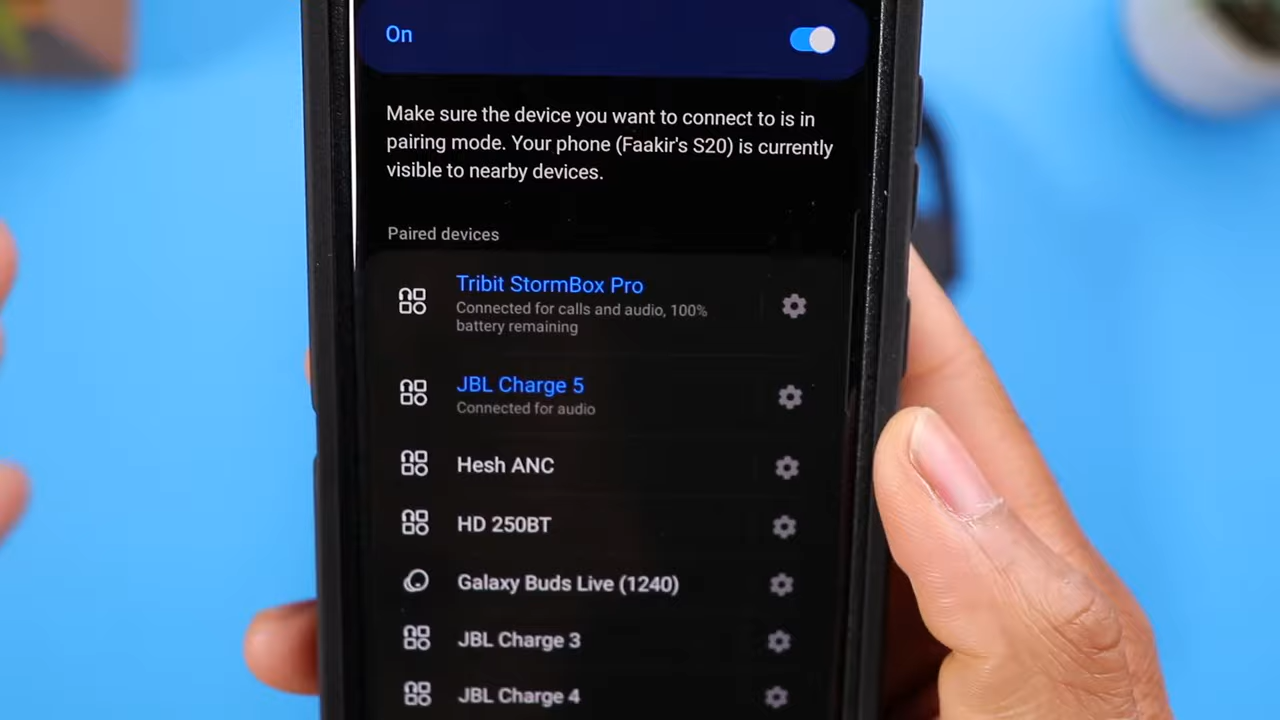 On
Make sure the device you want to connect to is in
pairing mode. Your phone (Faakir's S20) is currently
visible to nearby devices.
Paired devices
Tribit StormBox Pro
Connected for calls and audio, 100%
battery remaining
JBL Charge 5
Connected for audio
Hesh ANC
HD 250BT
Galaxy Buds Live (1240)
JBL Charge 3
JBL Charge 4